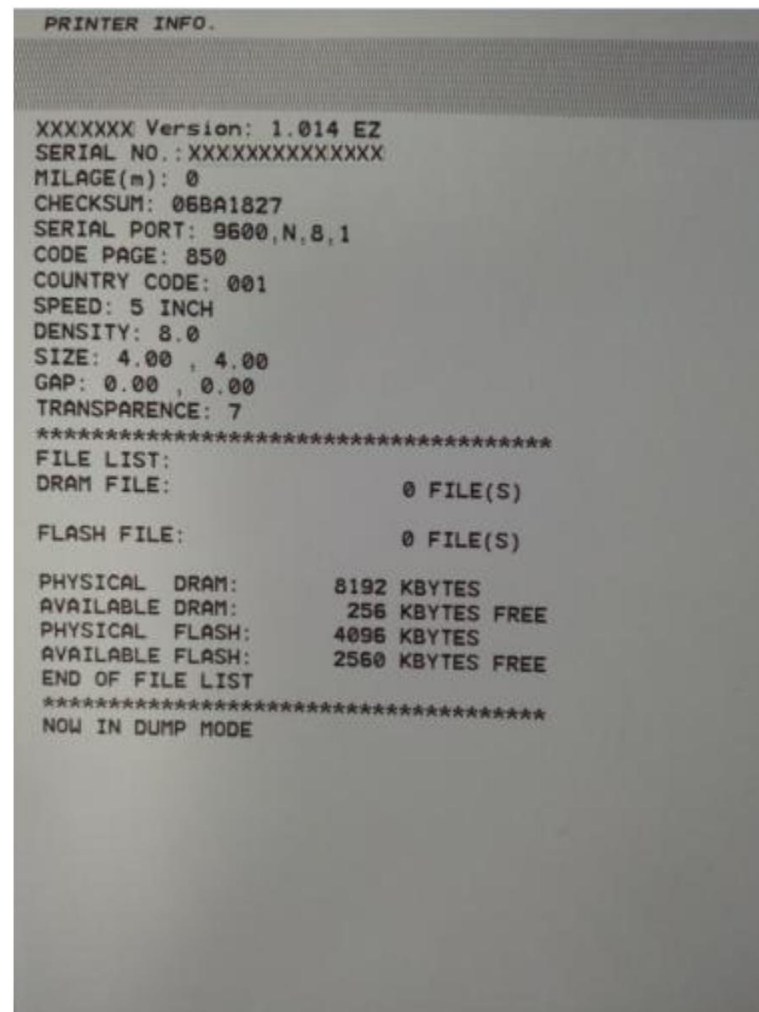 PRINTER INFO.
XXXXXXX Version: 1.014 EZ
SERIAL NO.:XXXXXXXXXXXXXX
MILAGE(m): 0
CHECKSUM: 06BA1827
SERIAL PORT: 9600,N,8,1
CODE PAGE: 850
COUNTRY CODE: 001
SPEED: 5 INCH
DENSITY: 8.0
SIZE: 4.00 , 4.00
GAP: 0.00 , 0.00
TRANSPARENCE: 7
***************************************
FILE LIST:
DRAM FILE: 0 FILE(S)
FLASH FILE: 0 FILE(S)
PHYSICAL DRAM: 8192 KBYTES
AVAILABLE DRAM: 256 KBYTES FREE
PHYSICAL FLASH: 4096 KBYTES
AVAILABLE FLASH: 2560 KBYTES FREE
END OF FILE LIST
***************************************
NOW IN DUMP MODE